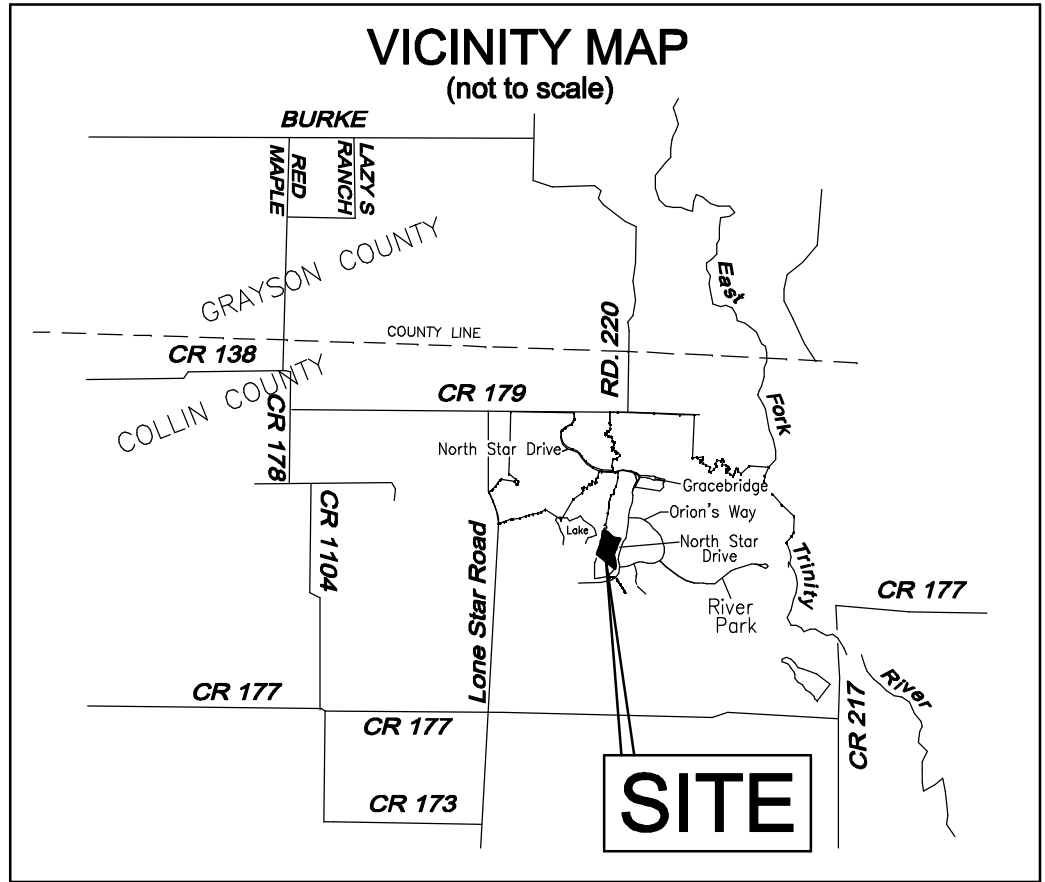 VICINITY MAP
(not to scale)
BURKE
RED
MAPLE
LAZY S
RANCH
GRAYSON COUNTY
East
COUNTY LINE
RD. 220
CR 138
COLLIN COUNTY
CR 178
CR 179
Fork
North Star Drive
Gracebridge
Orion's Way
Lake
North Star
Drive
CR 1104
Lone Star Road
Trinity
River
Park
CR 177
CR 177
CR 177
River
CR 217
CR 173
SITE